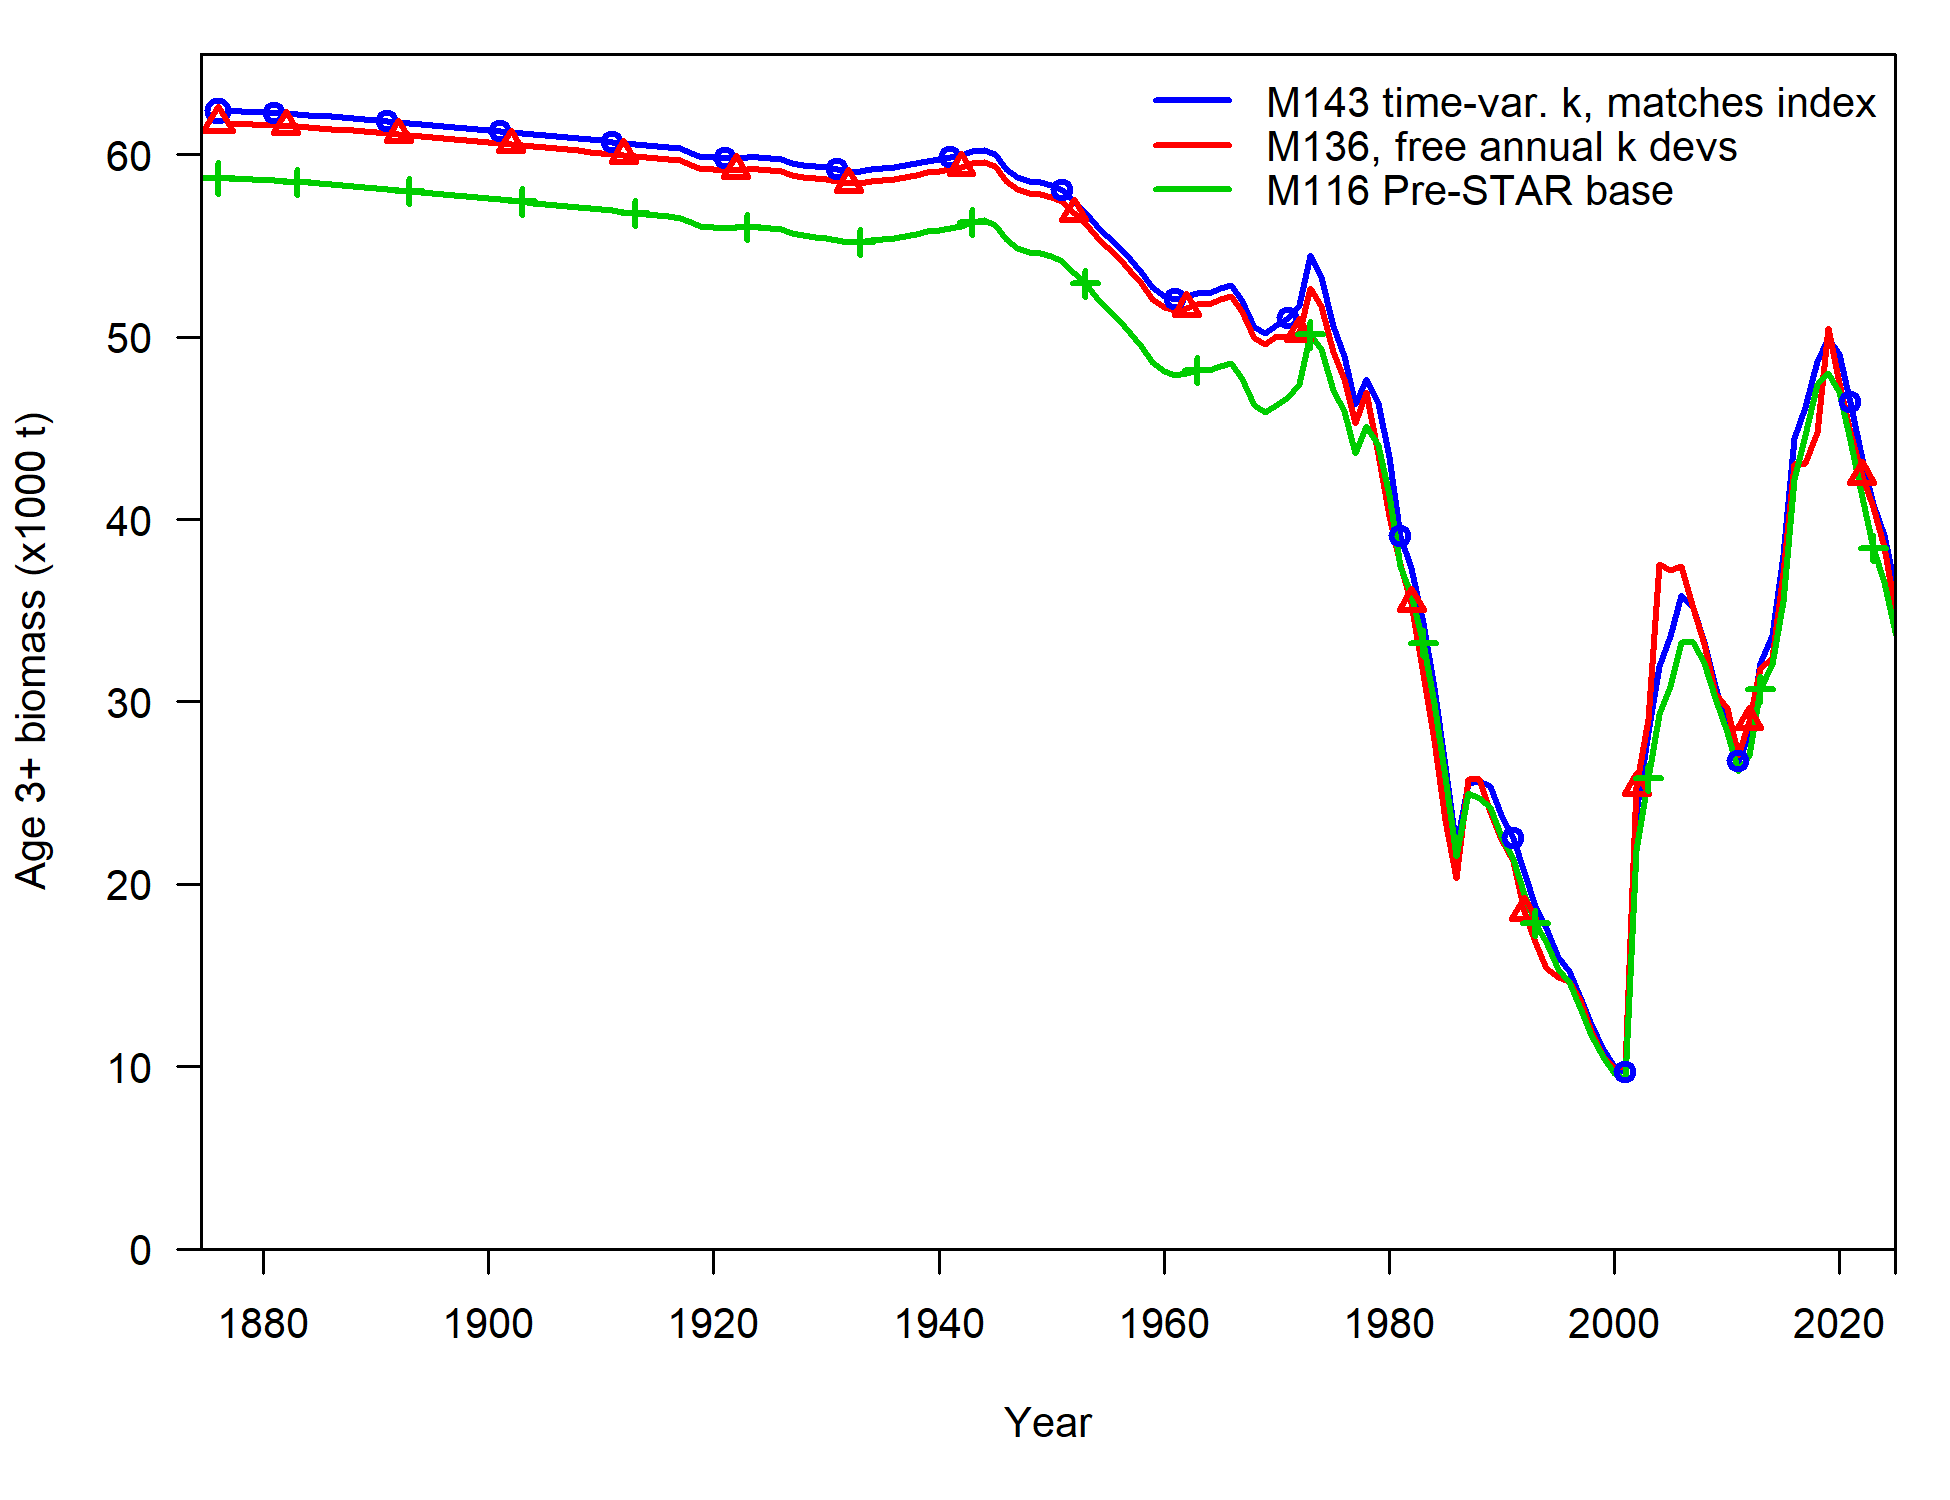 M143 time-var. k, matches index
M136, free annual k devs
M116 Pre-STAR base
Age 3+ biomass (x1000 t)
60
50
40
30
20
10
0
1880 1900 1920 1940 1960 1980 2000 2020
Year